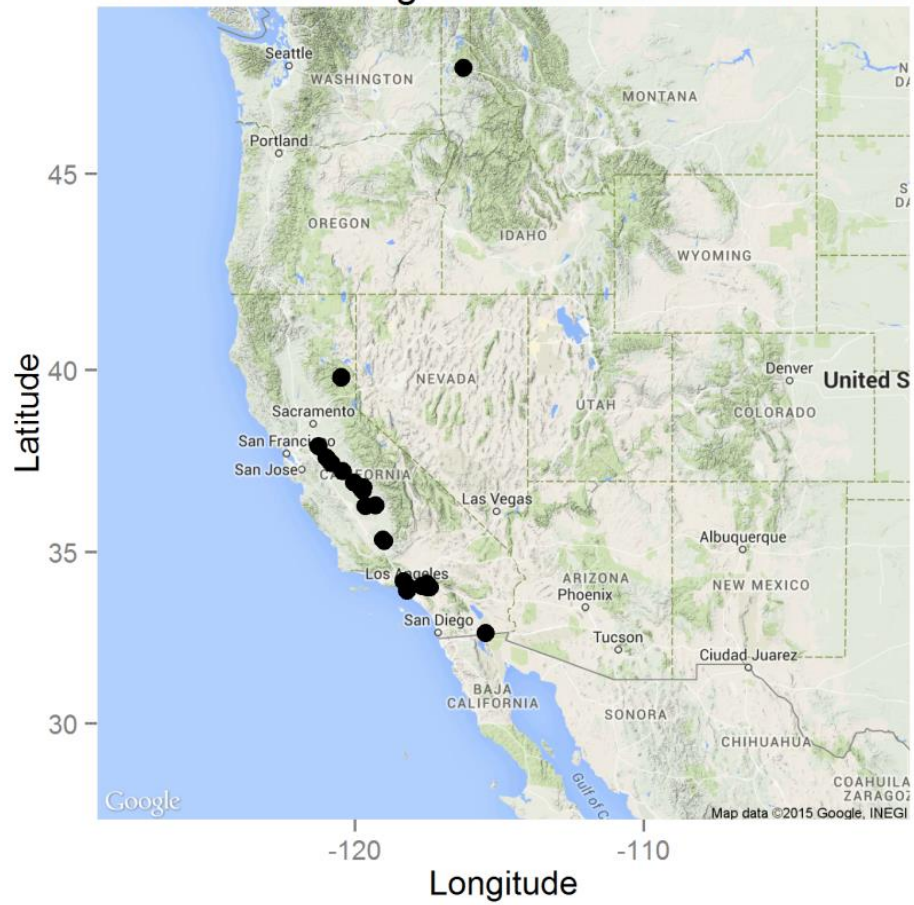 Seattle
WASHINGTON
MONTANA
Portland
45
OREGON
IDAHO
WYOMING
40
NEVADA
Denver
United S
Sacramento
UTAH
COLORADO
San Francisco
San Jose
CALIFORNIA
Las Vegas
Albuquerque
35
Los Angeles
ARIZONA
NEW MEXICO
Phoenix
San Diego
Tucson
Ciudad Juarez
BAJA
CALIFORNIA
30
SONORA
CHIHUAHUA
COAHUILA
ZARAGOZ
Gulf of C
Google
Map data ©2015 Google, INEGI
-120
-110
Longitude
Latitude